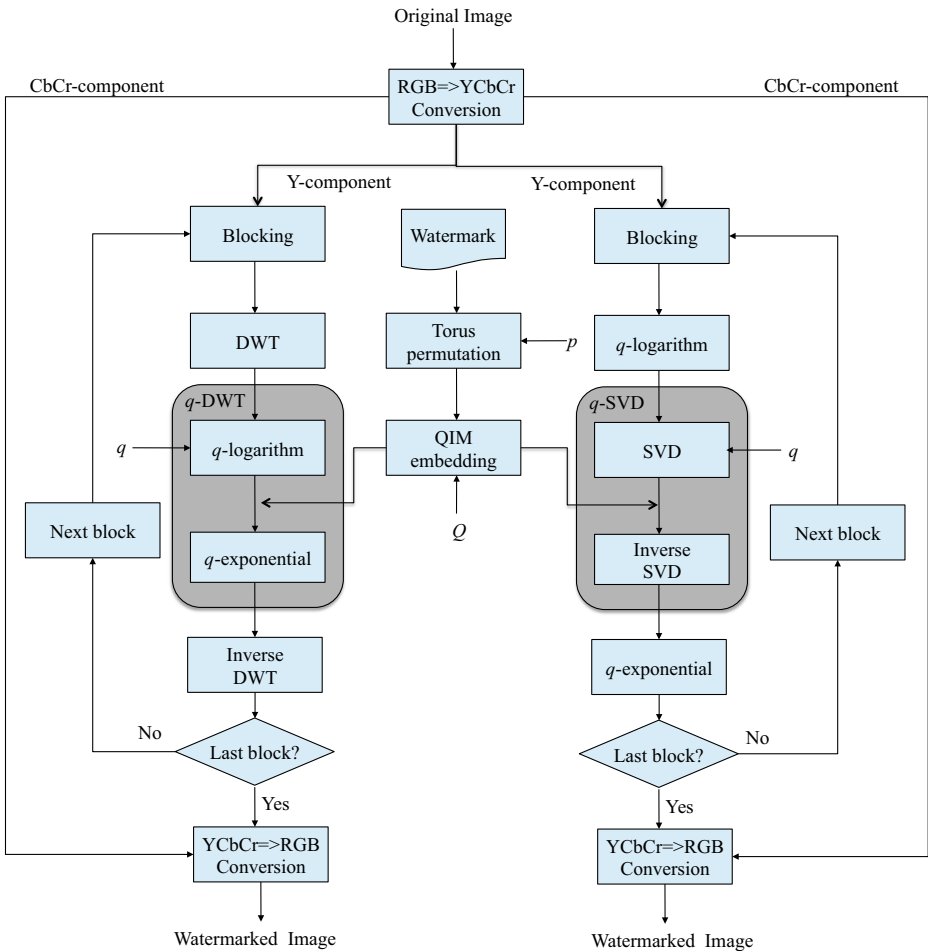 Original Image
CbCr-component
RGB=>YCbCr
Conversion
CbCr-component
Y-component
Y-component
Blocking
Watermark
Blocking
DWT
Torus
permutation
p
q-logarithm
q-DWT
q-SVD
q
q-logarithm
QIM
embedding
SVD
q
Next block
Q
Next block
q-exponential
Inverse
SVD
Inverse
DWT
q-exponential
No
Last block?
Last block?
No
Yes
Yes
YCbCr=>RGB
Conversion
YCbCr=>RGB
Conversion
Watermarked Image
Watermarked Image